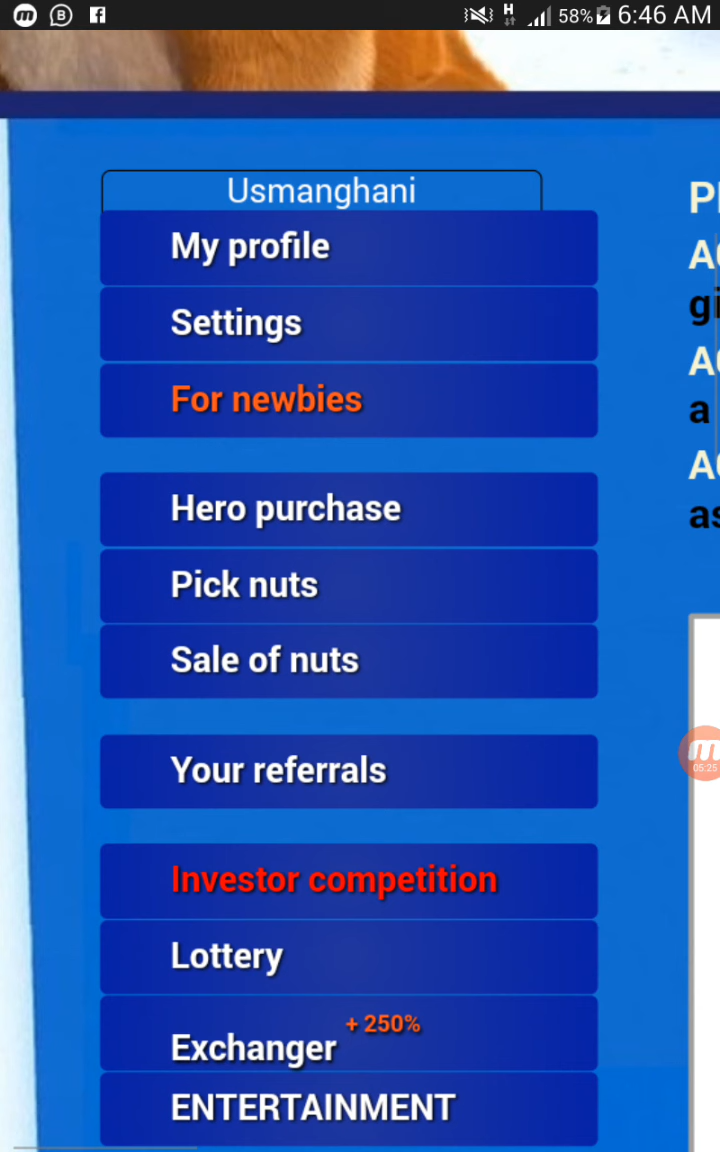 58% 6:46 AM
Usmanghani
My profile
Settings
For newbies
Hero purchase
Pick nuts
Sale of nuts
Your referrals
Investor competition
Lottery
+ 250%
Exchanger
ENTERTAINMENT
a
05:25